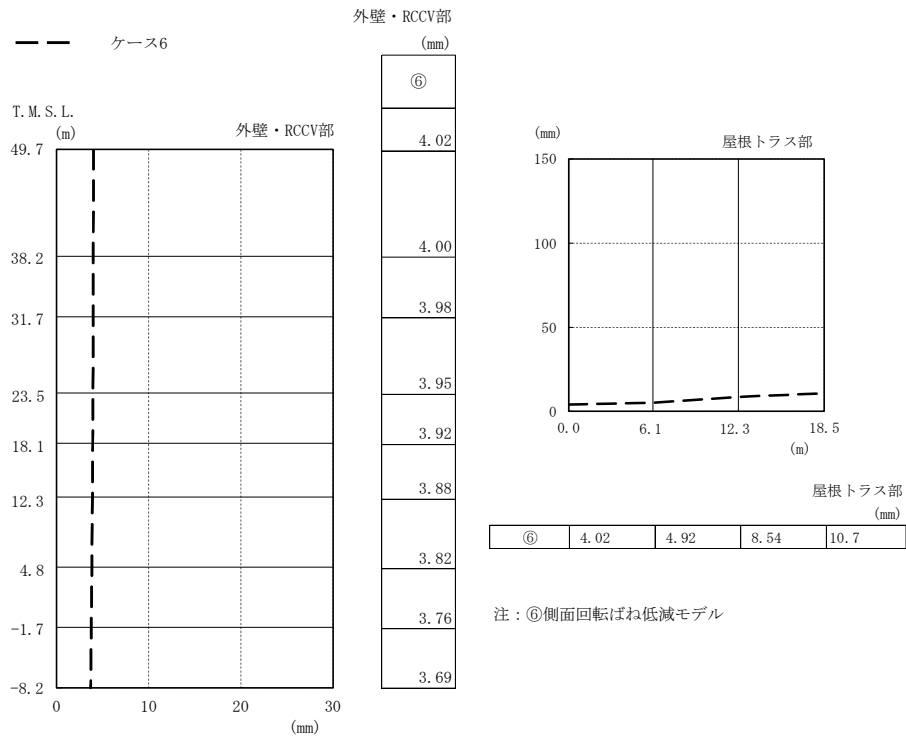 ケース6
外壁・RCCV部
(mm)
⑥
4.02
4.00
3.98
3.95
3.92
3.88
3.82
3.76
3.69
T.M.S.L.
(m)
外壁・RCCV部
49.7
38.2
31.7
23.5
18.1
12.3
4.8
-1.7
-8.2
0 10 20 30
(mm)
(mm)
屋根トラス部
150
100
50
0
0.0 6.1 12.3 18.5
(m)
屋根トラス部
(mm)
⑥ 4.02 4.92 8.54 10.7
注：⑥側面回転ばね低減モデル